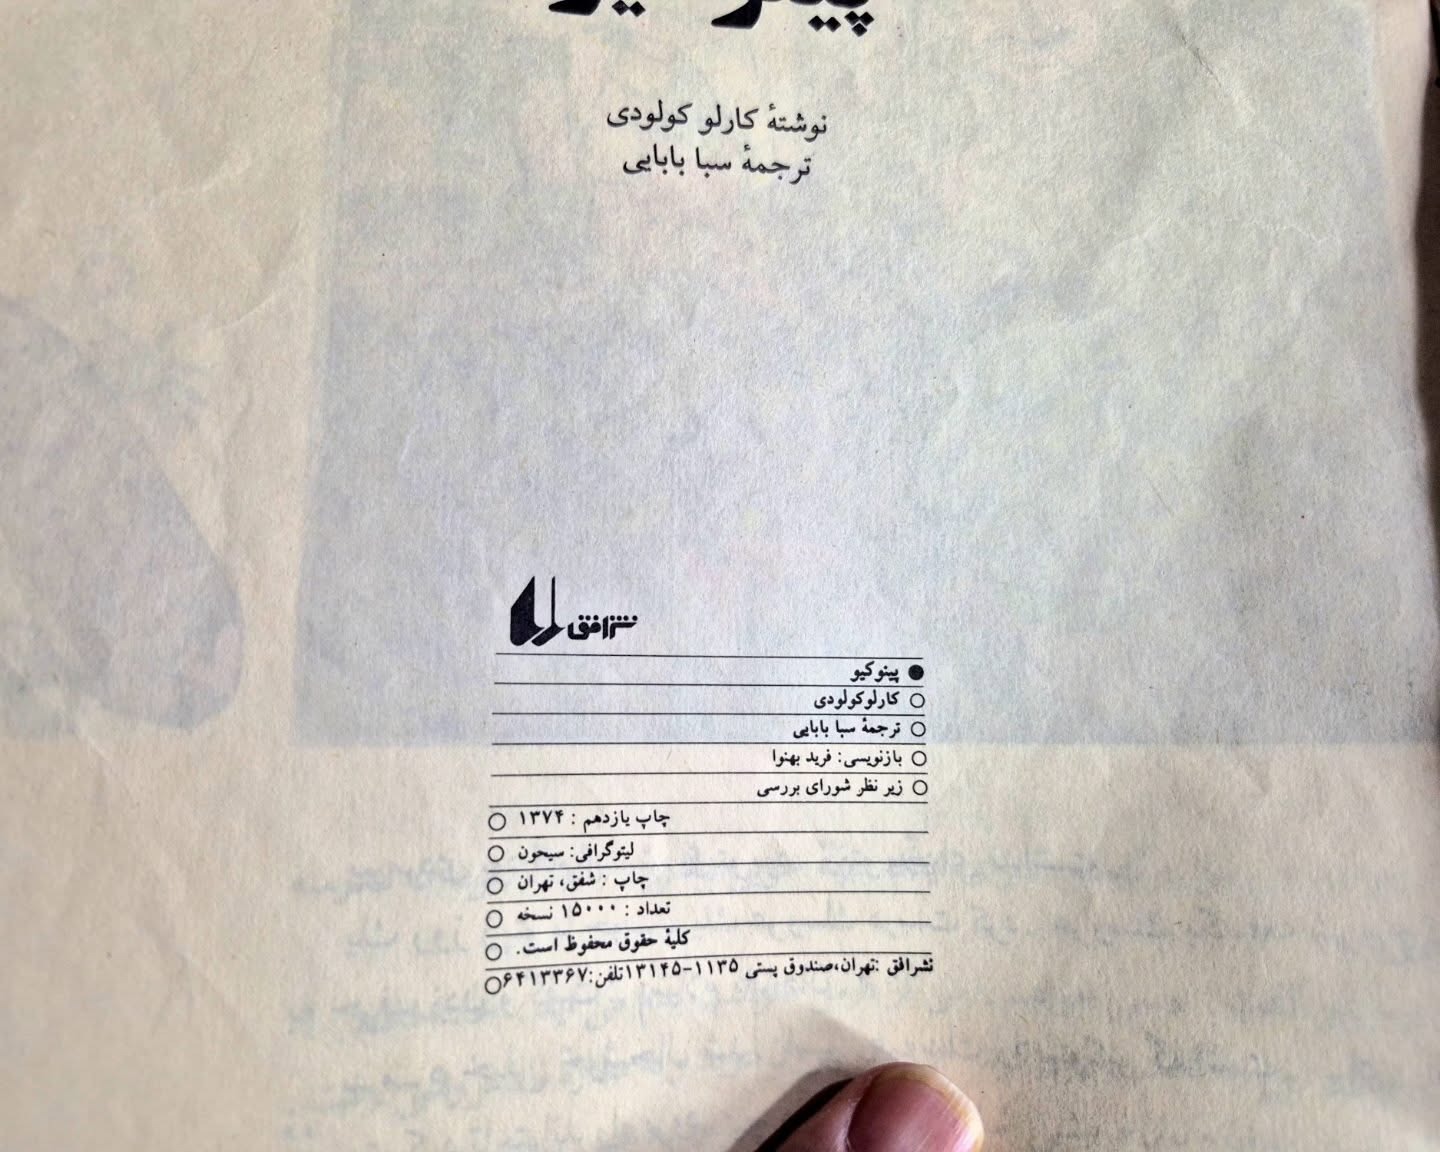 پینوکیو
نوشتهٔ کارلو کولودی
ترجمهٔ سبا بابایی
نشر افق
پینوکیو
کارلوکولودی
ترجمهٔ سبا بابایی
بازنویسی: فرید بهنوا
زیر نظر شورای بررسی
چاپ یازدهم : ۱۳۷۴
لیتوگرافی: سیحون
چاپ : شفق، تهران
تعداد : ۱۵۰۰۰ نسخه
کلیهٔ حقوق محفوظ است.
نشرافق :تهران،صندوق پستی ۱۱۳۵-۱۳۱۴۵تلفن:۶۴۱۳۳۶۷